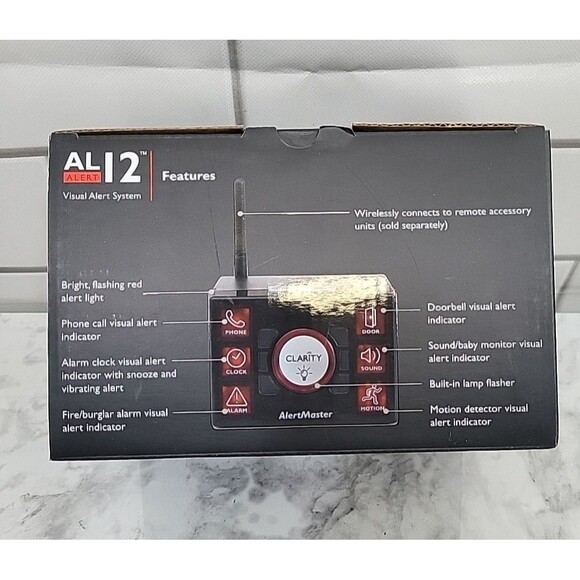 AL12™
ALERT
Visual Alert System
Features
Wirelessly connects to remote accessory
units (sold separately)
Bright, flashing red
alert light
Phone call visual alert
indicator
Alarm clock visual alert
indicator with snooze and
vibrating alert
Fire/burglar alarm visual
alert indicator
PHONE
CLOCK
ALARM
CLARITY
AlertMaster
DOOR
SOUND
MOTION
Doorbell visual alert
indicator
Sound/baby monitor visual
alert indicator
Built-in lamp flasher
Motion detector visual
alert indicator